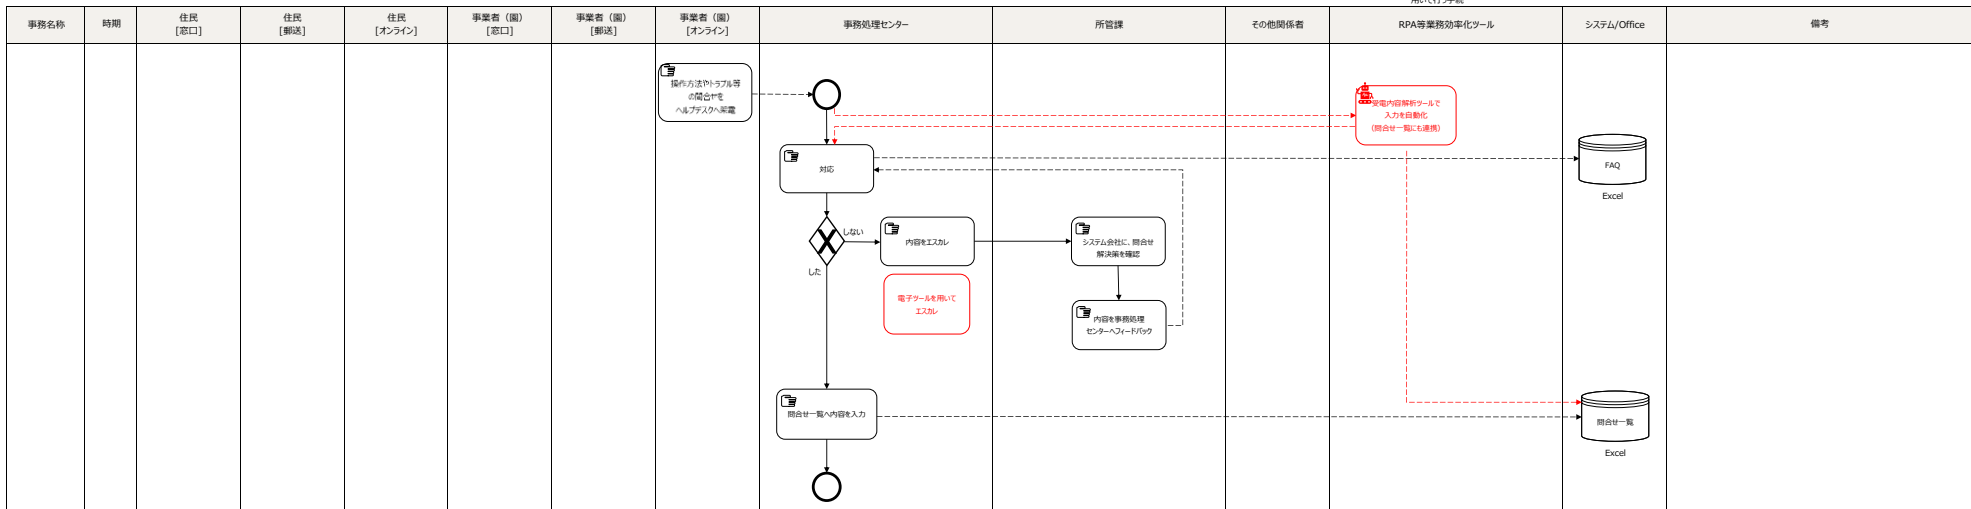 用いて行う手続
事務名称
時期
住民
[窓口]
住民
[郵送]
住民
[オンライン]
事業者（園）
[窓口]
事業者（園）
[郵送]
事業者（園）
[オンライン]
事務処理センター
所管課
その他関係者
RPA等業務効率化ツール
システム/Office
備考
操作方法やトラブル等
の問合せを
ヘルプデスクへ架電
受電内容解析ツールで
入力を自動化
（問合せ一覧にも連携）
対応
FAQ
Excel
しない
した
内容をエスカレ
システム会社に、問合せ
解決策を確認
電子ツールを用いて
エスカレ
内容を事務処理
センターへフィードバック
問合せ一覧へ内容を入力
問合せ一覧
Excel